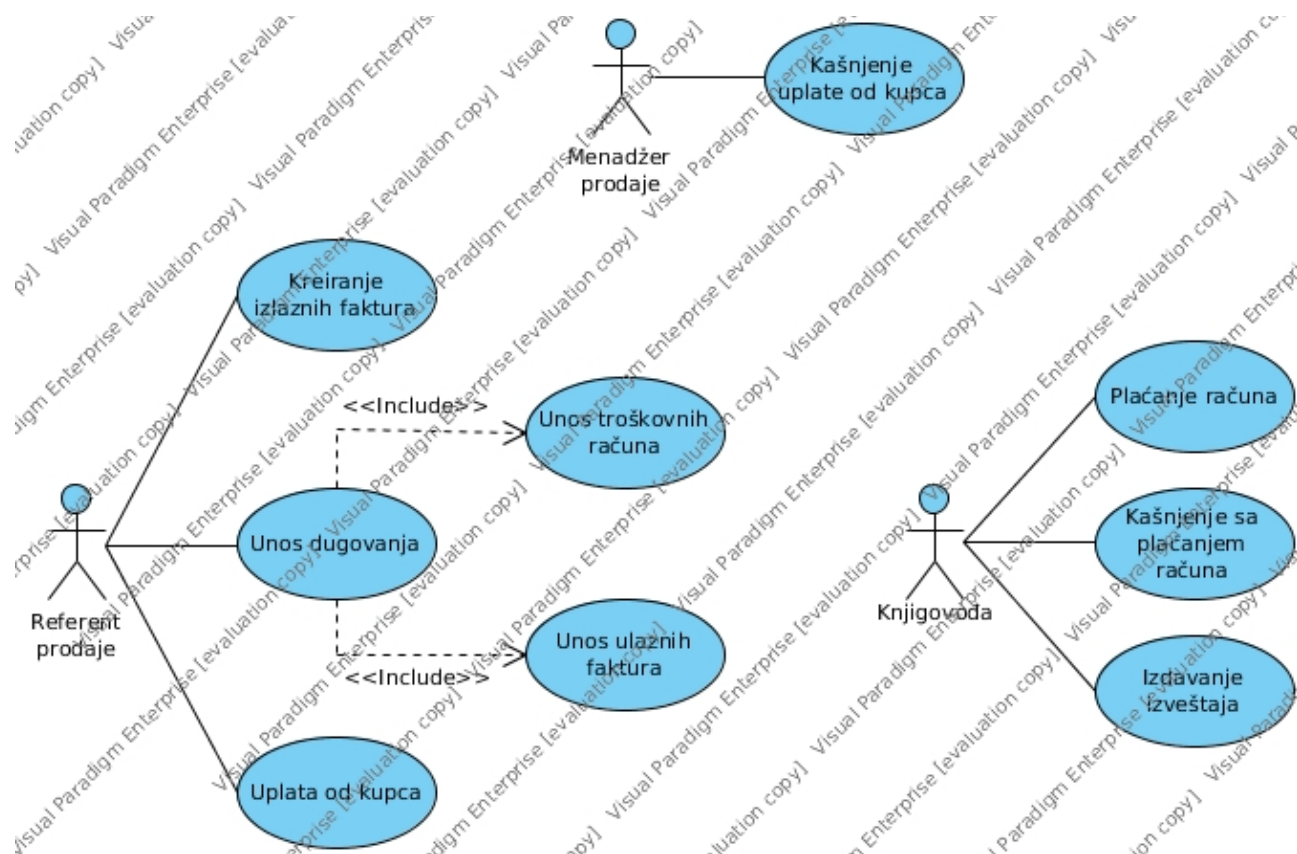 Kašnjenje
uplate od kupca
Menadžer
prodaje
Kreiranje
izlaznih faktura
<<Include>>
Unos troškovnih
računa
Plaćanje računa
Unos dugovanja
Kašnjenje sa
plačanjem
računa
Referent
prodaje
Knjigovođa
Unos ulaznih
faktura
<<Include>>
Izdavanje
izveštaja
Uplata od kupca
Visual Paradigm Enterprise [evaluation copy]